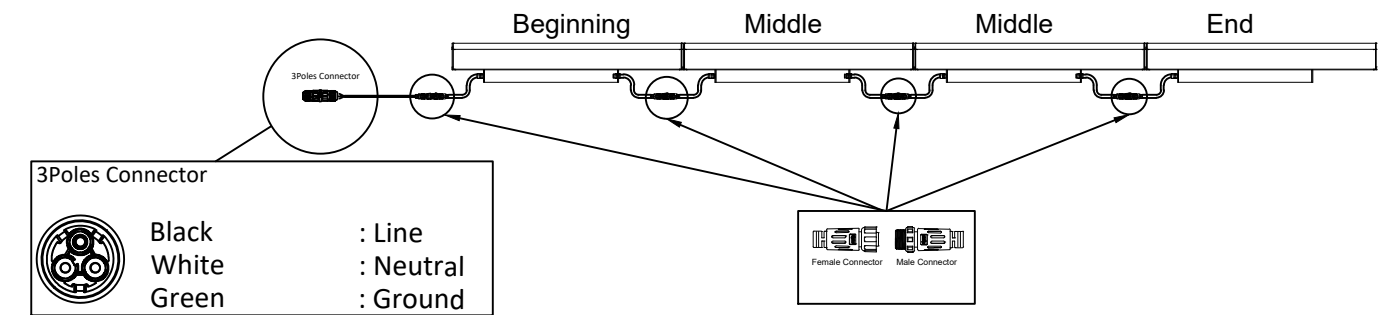 Beginning Middle Middle End
3Poles Connector
3Poles Connector
Black : Line
White : Neutral
Green : Ground
Female Connector Male Connector